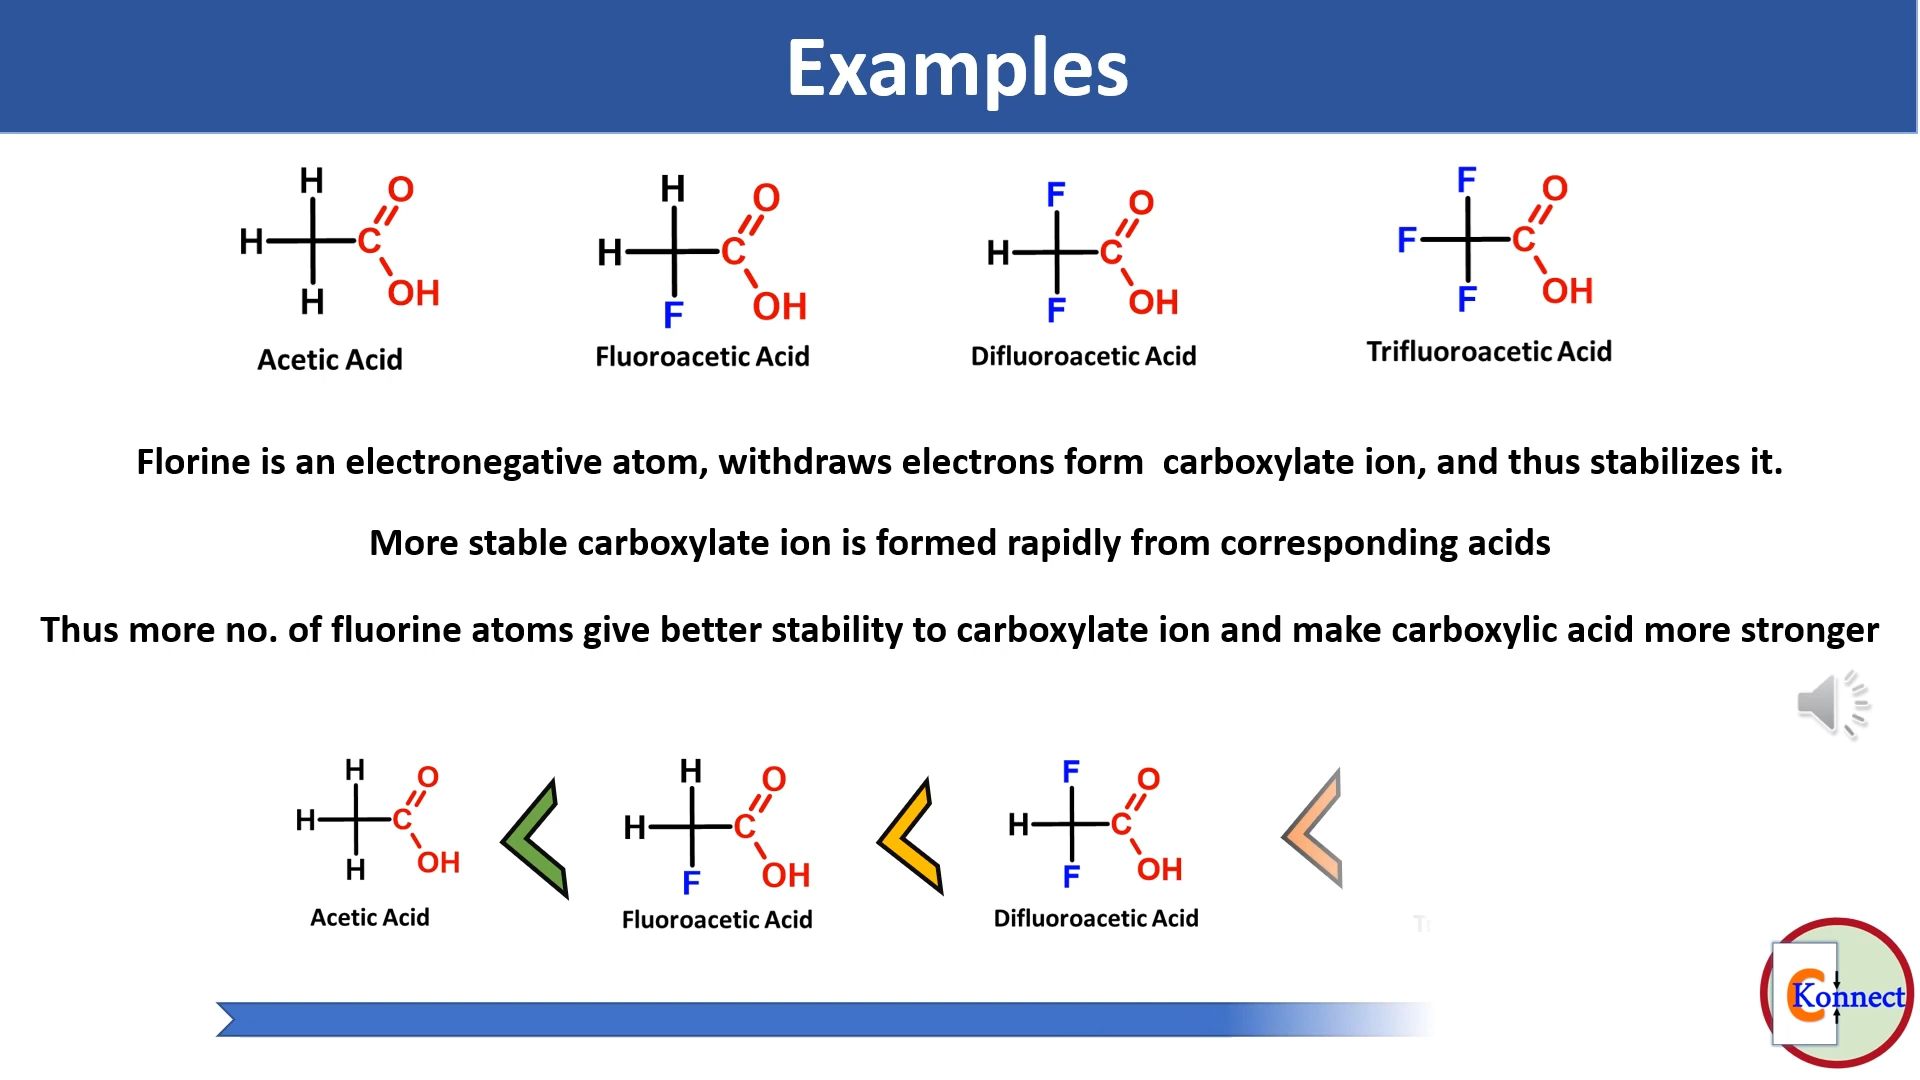 Examples
H
O
H
C
H
OH
Acetic Acid
H
O
H
C
F
OH
Fluoroacetic Acid
F
O
H
C
F
OH
Difluoroacetic Acid
F
O
F
C
F
OH
Trifluoroacetic Acid
Florine is an electronegative atom, withdraws electrons form carboxylate ion, and thus stabilizes it.
More stable carboxylate ion is formed rapidly from corresponding acids
Thus more no. of fluorine atoms give better stability to carboxylate ion and make carboxylic acid more stronger
H
O
H
C
H
OH
Acetic Acid
H
O
H
C
F
OH
Fluoroacetic Acid
F
O
H
C
F
OH
Difluoroacetic Acid
C
Konnect